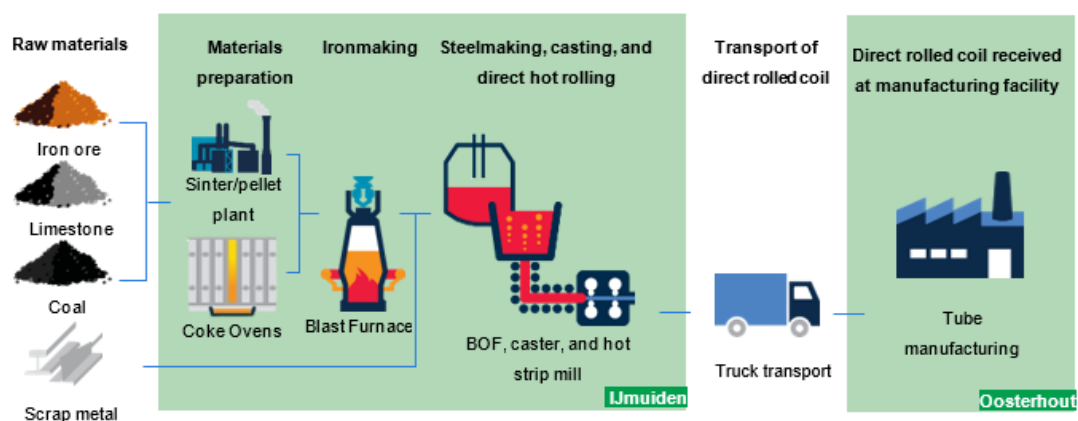 Raw materials
Iron ore
Limestone
Coal
Scrap metal
Materials
preparation
Sinter/pellet
plant
Coke Ovens
Ironmaking
Blast Furnace
Steelmaking, casting, and
direct hot rolling
BOF, caster, and hot
strip mill
IJmuiden
Transport of
direct rolled coil
Truck transport
Direct rolled coil received
at manufacturing facility
Tube
manufacturing
Oosterhout